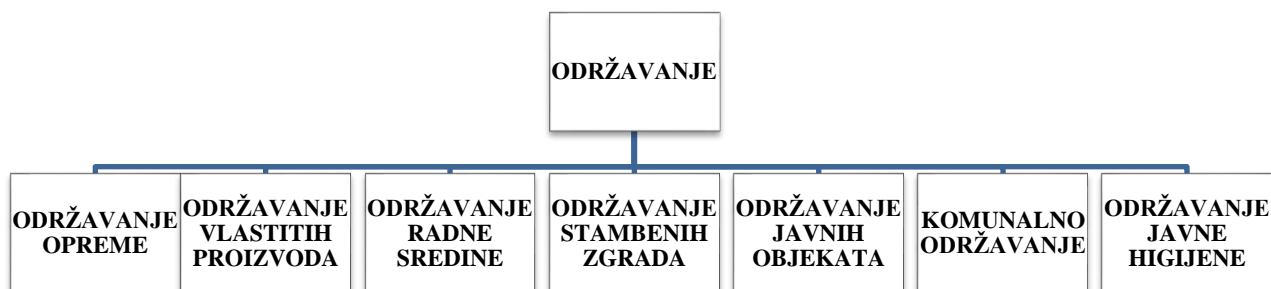 ODRŽAVANJE
ODRŽAVANJE
OPREME
ODRŽAVANJE
VLASTITIH
PROIZVODA
ODRŽAVANJE
RADNE
SREDINE
ODRŽAVANJE
STAMBENIH
ZGRADA
ODRŽAVANJE
JAVNIH
OBJEKATA
KOMUNALNO
ODRŽAVANJE
ODRŽAVANJE
JAVNE
HIGIJENE